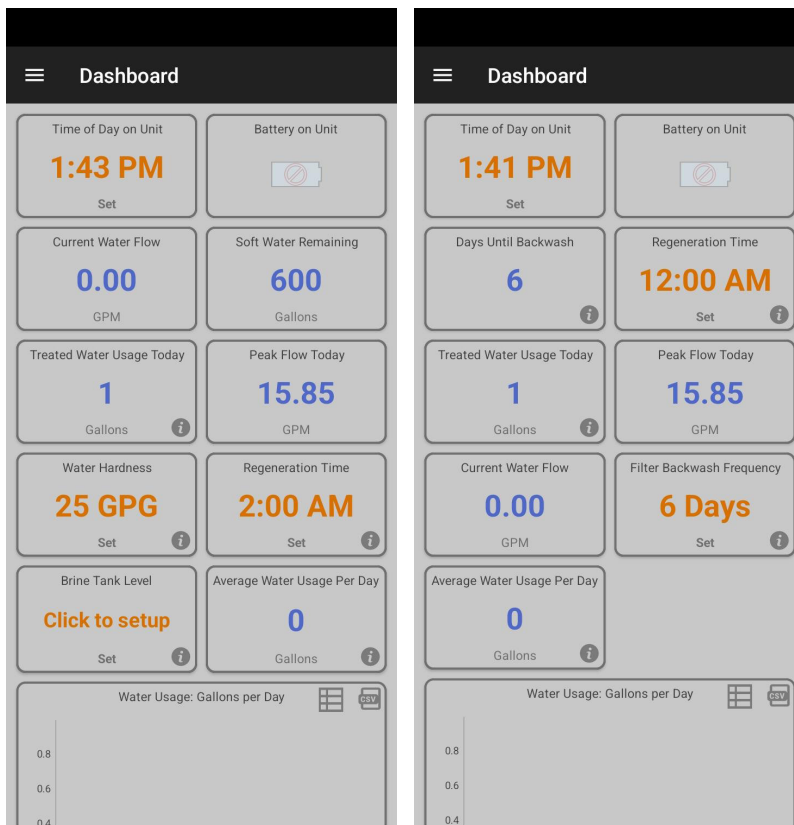 Dashboard
Time of Day on Unit
1:43 PM
Set
Battery on Unit
Current Water Flow
0.00
GPM
Soft Water Remaining
600
Gallons
Treated Water Usage Today
1
Gallons
i
Peak Flow Today
15.85
GPM
Water Hardness
25 GPG
Set
i
Regeneration Time
2:00 AM
Set
i
Brine Tank Level
Click to setup
Set
i
Average Water Usage Per Day
0
Gallons
i
Water Usage: Gallons per Day
CSV
0.8
0.6
0.4
Dashboard
Time of Day on Unit
1:41 PM
Set
Battery on Unit
Days Until Backwash
6
i
Regeneration Time
12:00 AM
Set
i
Treated Water Usage Today
1
Gallons
i
Peak Flow Today
15.85
GPM
Current Water Flow
0.00
GPM
Filter Backwash Frequency
6 Days
Set
i
Average Water Usage Per Day
0
Gallons
i
Water Usage: Gallons per Day
CSV
0.8
0.6
0.4